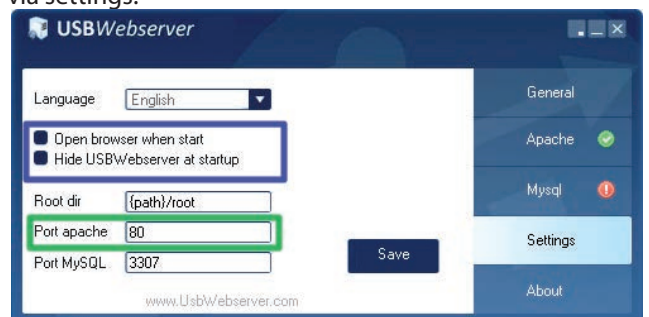 via settings.
USBWebserver
Language English
Open browser when start
Hide USBWebserver at startup
Root dir {path}/root
Port apache 80
Port MySQL 3307
Save
www.UsbWebserver.com
General
Apache
Mysql
Settings
About